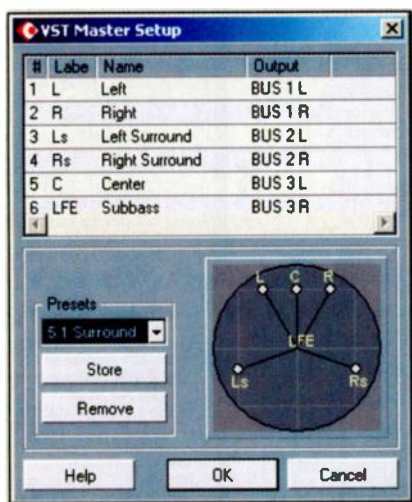 VST Master Setup
# Labe Name Output
1 L Left BUS 1 L
2 R Right BUS 1 R
3 Ls Left Surround BUS 2 L
4 Rs Right Surround BUS 2 R
5 C Center BUS 3 L
6 LFE Subbass BUS 3 R
L C R
Presets
5.1 Surround
LFE
Store
Ls Rs
Remove
Help OK Cancel